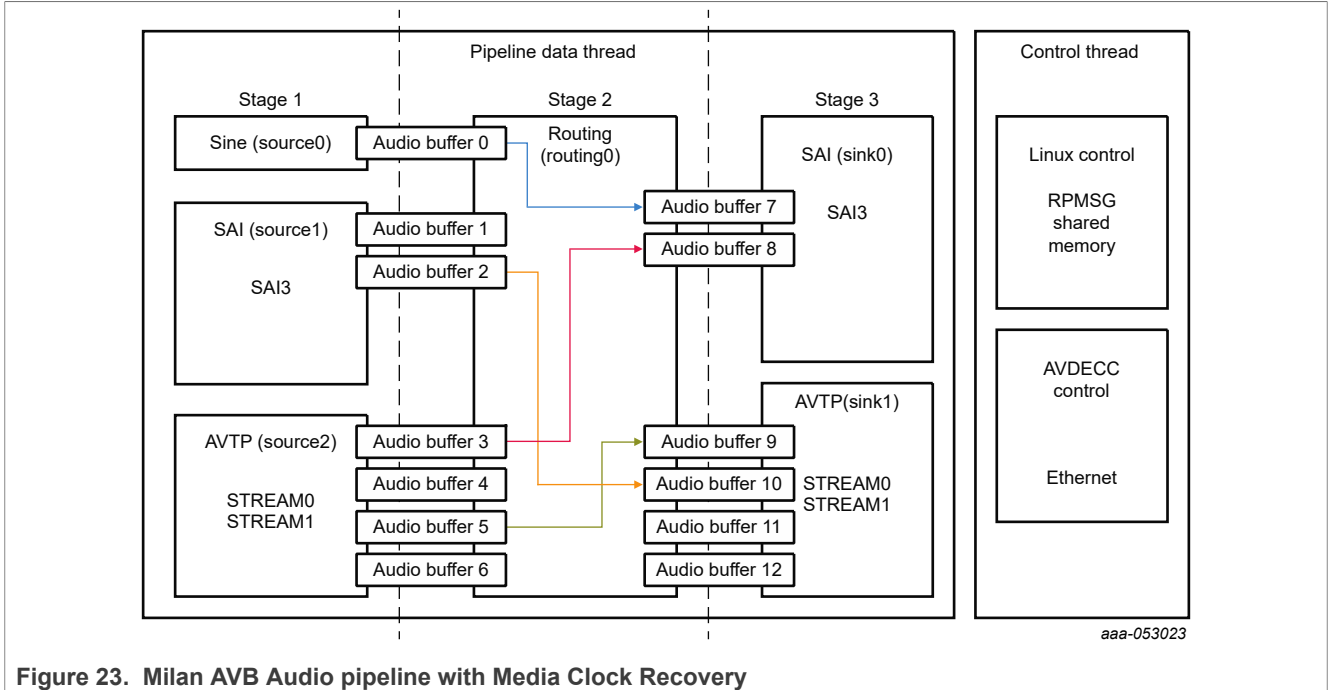 Pipeline data thread
Control thread
Stage 1
Stage 2
Stage 3
Sine (source0)
Audio buffer 0
Routing
(routing0)
SAI (sink0)
SAI3
Audio buffer 7
Audio buffer 8
SAI (source1)
SAI3
Audio buffer 1
Audio buffer 2
AVTP (source2)
STREAM0
STREAM1
Audio buffer 3
Audio buffer 4
Audio buffer 5
Audio buffer 6
AVTP(sink1)
STREAM0
STREAM1
Audio buffer 9
Audio buffer 10
Audio buffer 11
Audio buffer 12
Linux control
RPMSG
shared
memory
AVDECC
control
Ethernet
aaa-053023
Figure 23. Milan AVB Audio pipeline with Media Clock Recovery